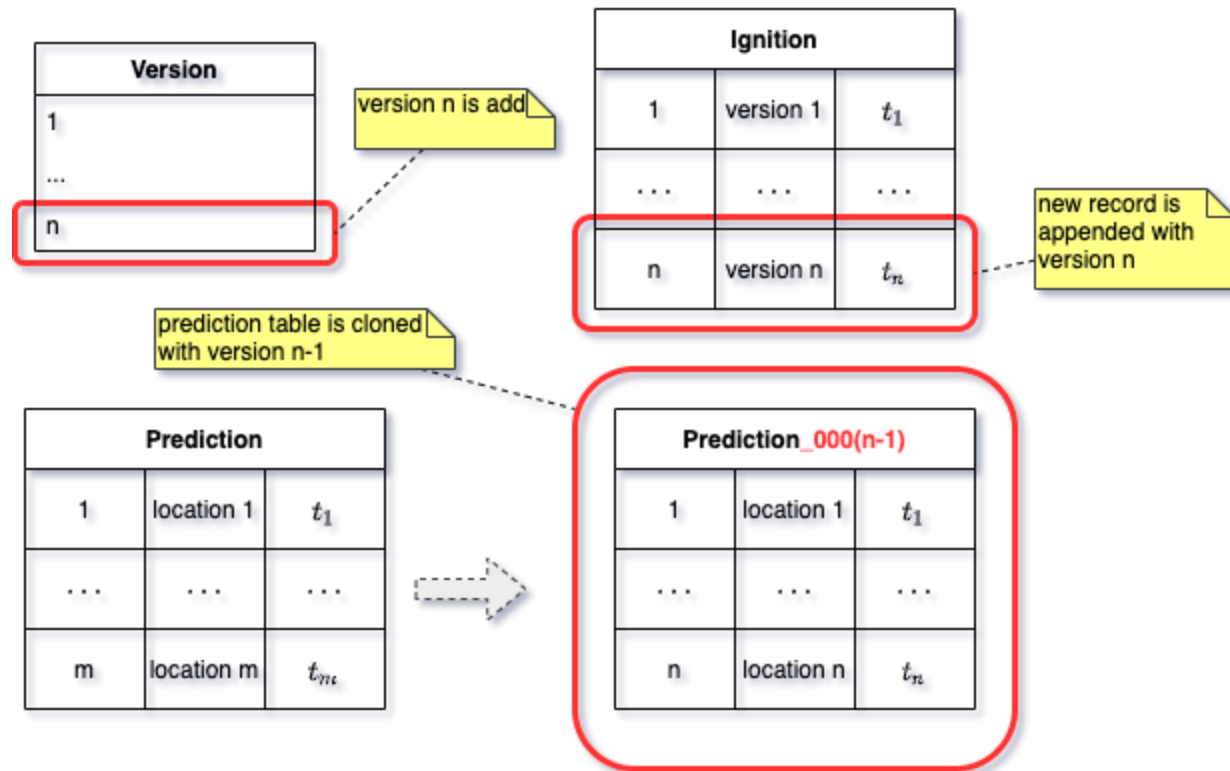 Version
1
...
n
version n is add
Ignition
1 version 1 t₁
... ... ...
n version n tₙ
new record is
appended with
version n
prediction table is cloned
with version n-1
Prediction
1 location 1 t₁
... ... ...
m location m tₘ
Prediction_000(n-1)
1 location 1 t₁
... ... ...
n location n tₙ